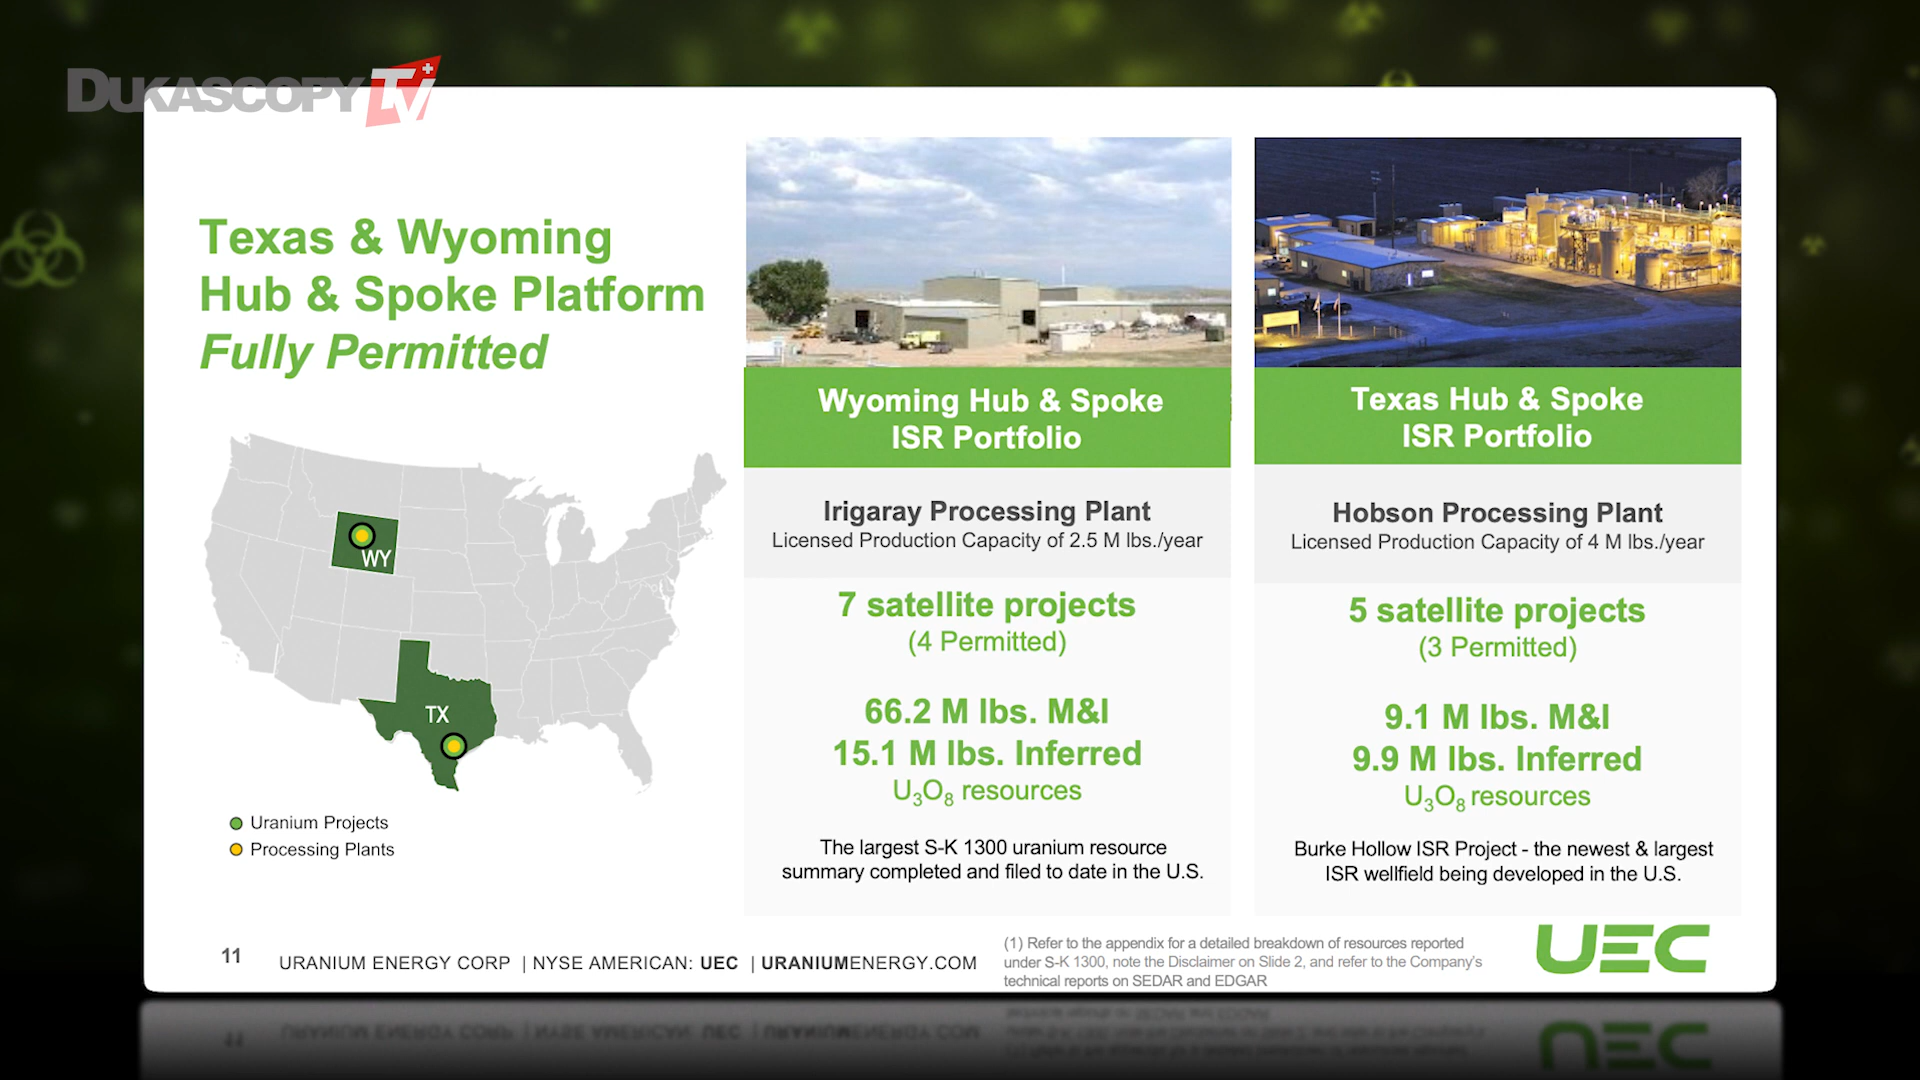 DUKASCOPY TV
Texas & Wyoming
Hub & Spoke Platform
Fully Permitted
WY
TX
Uranium Projects
Processing Plants
Wyoming Hub & Spoke
ISR Portfolio
Irigaray Processing Plant
Licensed Production Capacity of 2.5 M lbs./year
7 satellite projects
(4 Permitted)
66.2 M lbs. M&I
15.1 M lbs. Inferred
U₃O₈ resources
The largest S-K 1300 uranium resource
summary completed and filed to date in the U.S.
Texas Hub & Spoke
ISR Portfolio
Hobson Processing Plant
Licensed Production Capacity of 4 M lbs./year
5 satellite projects
(3 Permitted)
9.1 M lbs. M&I
9.9 M lbs. Inferred
U₃O₈ resources
Burke Hollow ISR Project - the newest & largest
ISR wellfield being developed in the U.S.
11
URANIUM ENERGY CORP | NYSE AMERICAN: UEC | URANIUMENERGY.COM
(1) Refer to the appendix for a detailed breakdown of resources reported
under S-K 1300, note the Disclaimer on Slide 2, and refer to the Company's
technical reports on SEDAR and EDGAR
UEC